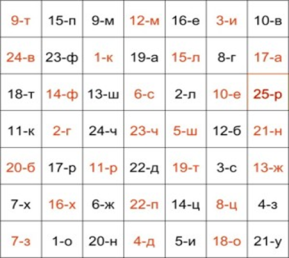 9-т 15-п 9-м 12-м 16-е 3-и 10-в
24-в 23-ф 1-к 19-а 15-л 8-г 17-а
18-т 14-ф 13-ш 6-с 2-л 10-е 25-р
11-к 2-г 24-ч 23-ч 5-ш 12-б 21-н
20-б 17-р 11-р 22-д 19-т 3-с 13-ж
7-х 16-х 6-ж 22-п 14-ц 8-ц 4-з
7-з 1-о 20-н 4-д 5-и 18-о 21-у